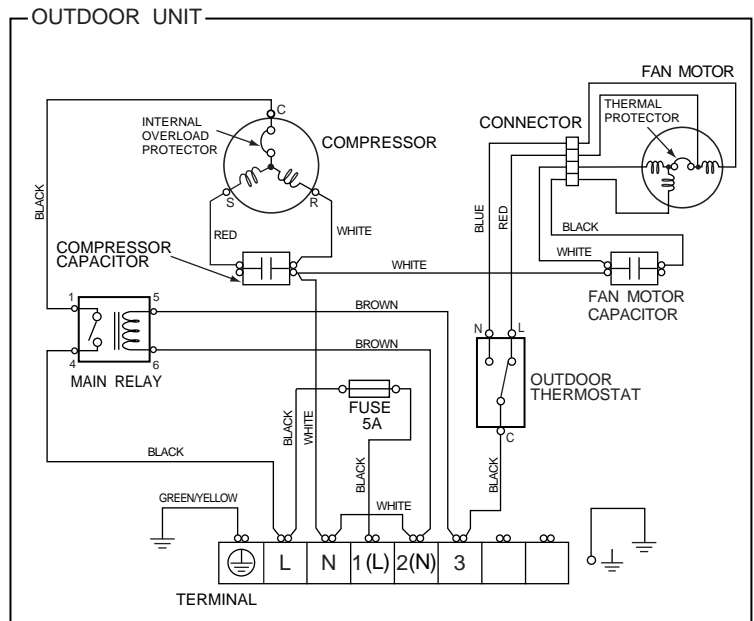 OUTDOOR UNIT
FAN MOTOR
C
INTERNAL
OVERLOAD
PROTECTOR
COMPRESSOR
CONNECTOR
THERMAL
PROTECTOR
BLACK
S
R
RED
WHITE
BLUE
RED
BLACK
WHITE
COMPRESSOR
CAPACITOR
WHITE
FAN MOTOR
CAPACITOR
1
5
BROWN
N
L
4
6
BROWN
MAIN RELAY
OUTDOOR
THERMOSTAT
FUSE
5A
BLACK
WHITE
C
BLACK
BLACK
BLACK
GREEN/YELLOW
WHITE
L
N
1(L)
2(N)
3
TERMINAL